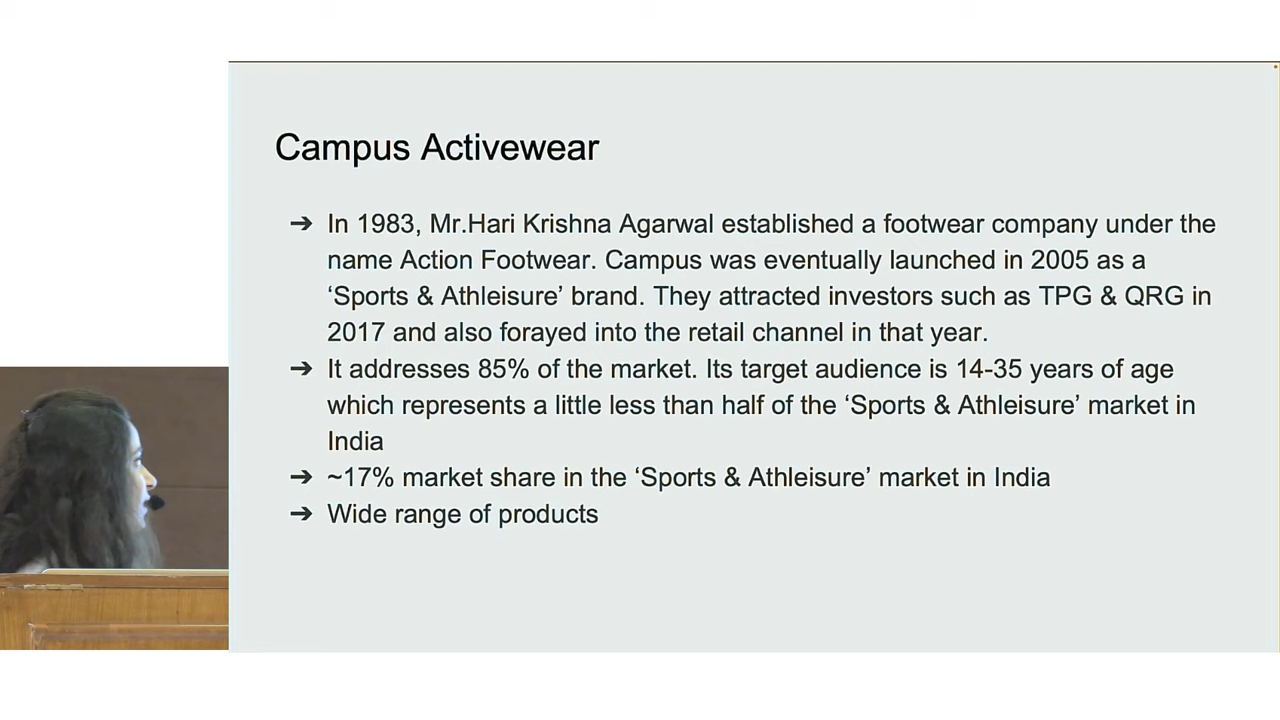 Campus Activewear
➔ In 1983, Mr.Hari Krishna Agarwal established a footwear company under the
name Action Footwear. Campus was eventually launched in 2005 as a
‘Sports & Athleisure’ brand. They attracted investors such as TPG & QRG in
2017 and also forayed into the retail channel in that year.
➔ It addresses 85% of the market. Its target audience is 14-35 years of age
which represents a little less than half of the ‘Sports & Athleisure’ market in
India
➔ ~17% market share in the ‘Sports & Athleisure’ market in India
➔ Wide range of products